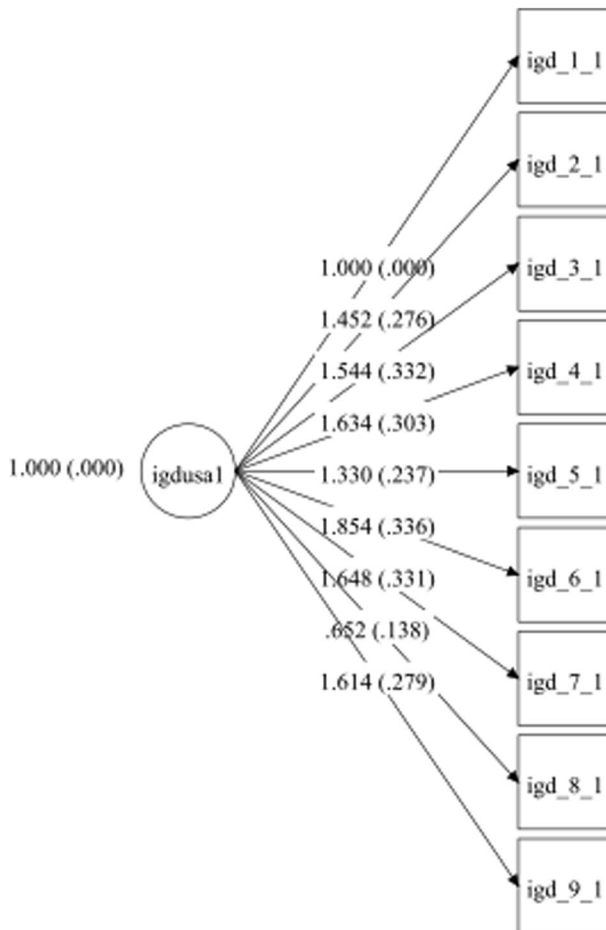 igd_1_1
igd_2_1
1.000 (.000)
igd_3_1
1.452 (.276)
1.544 (.332)
igd_4_1
1.634 (.303)
1.000 (.000) igdusa1
1.330 (.237)
igd_5_1
1.854 (.336)
igd_6_1
1.648 (.331)
.652 (.138)
igd_7_1
1.614 (.279)
igd_8_1
igd_9_1